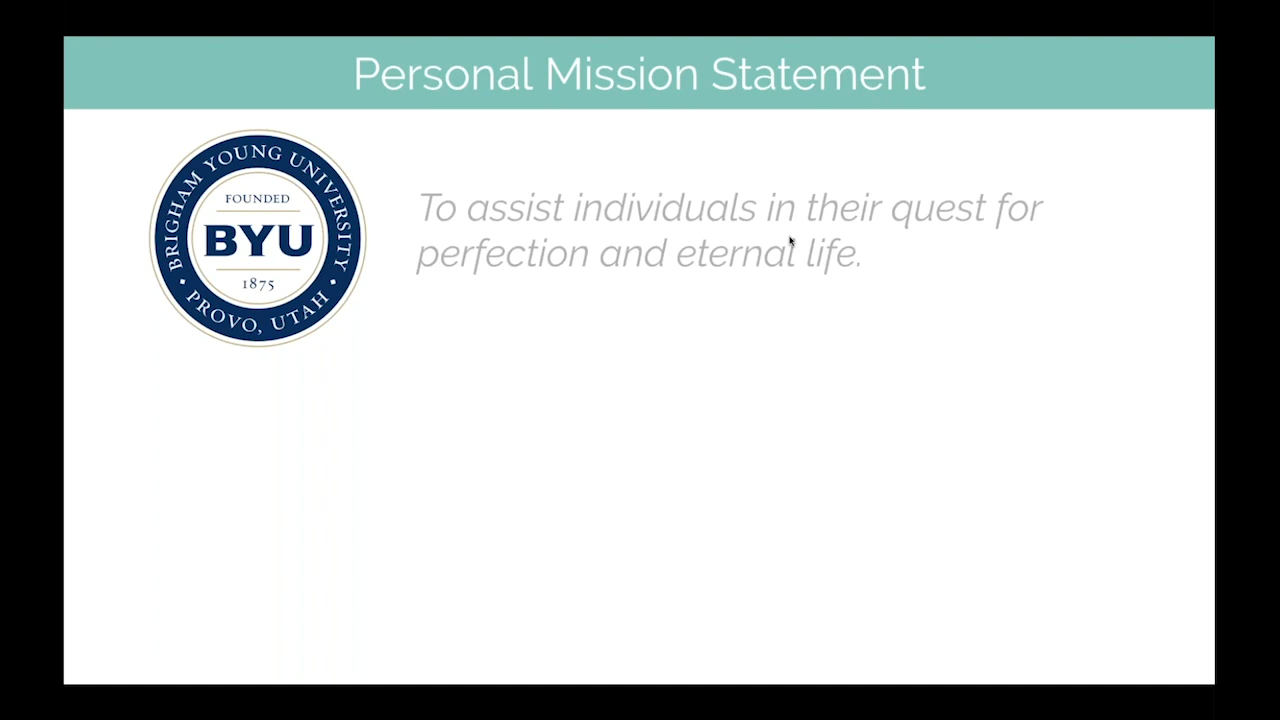 Personal Mission Statement
BRIGHAM YOUNG UNIVERSITY
FOUNDED
BYU
1875
PROVO, UTAH
To assist individuals in their quest for
perfection and eternal life.